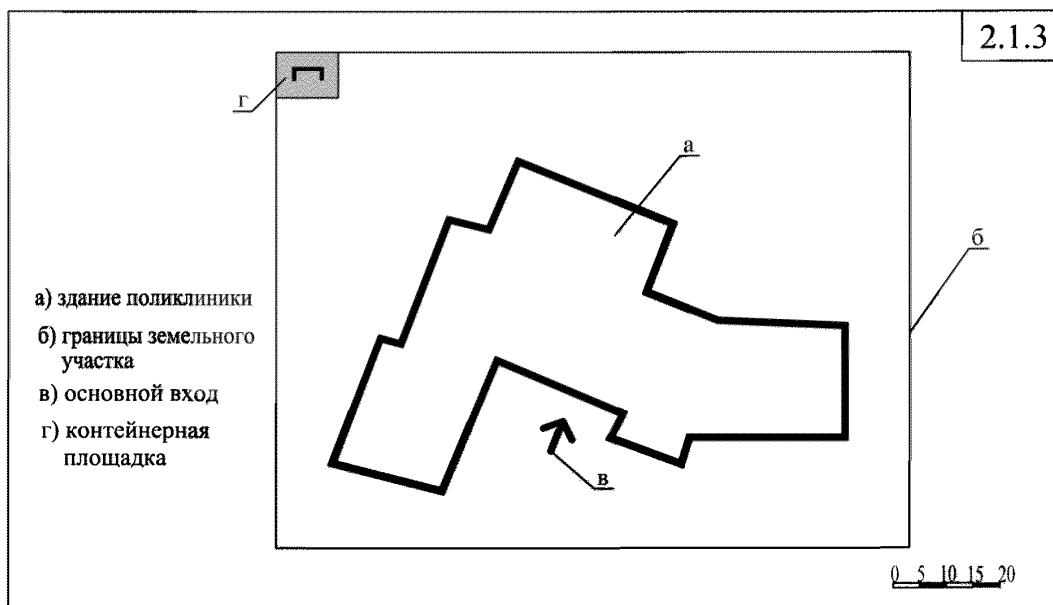 2.1.3
г
а
б
а) здание поликлиники
б) границы земельного
участка
в) основной вход
г) контейнерная
площадка
в
0 5 10 15 20